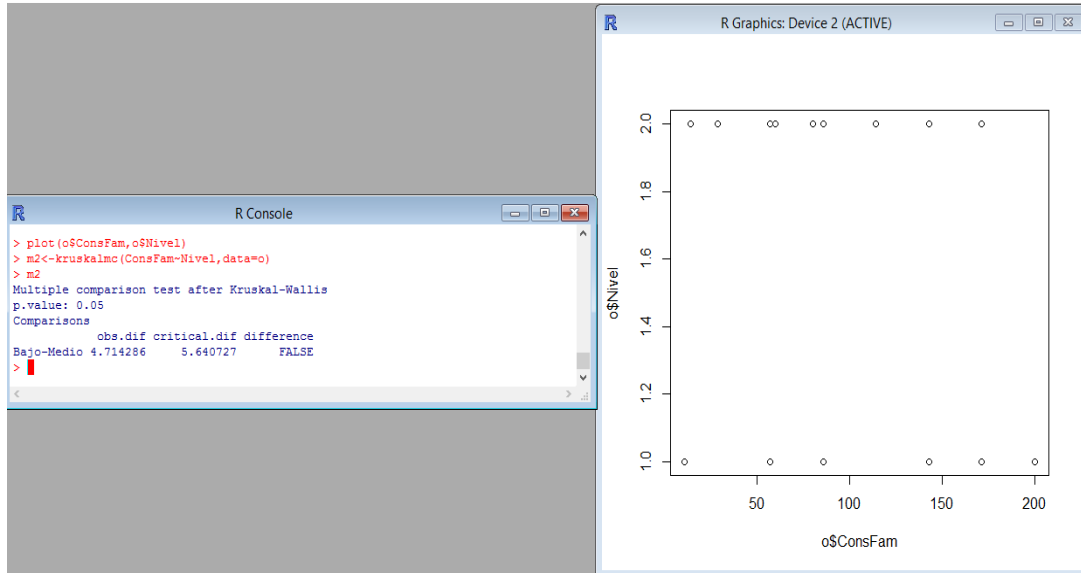 R Console
> plot(o$ConsFam,o$Nivel)
> m2<-kruskalmc(ConsFam~Nivel,data=o)
> m2
Multiple comparison test after Kruskal-Wallis
p.value: 0.05
Comparisons
            obs.dif critical.dif difference
Bajo-Medio 4.714286     5.640727      FALSE
>
R Graphics: Device 2 (ACTIVE)
2.0
1.8
1.6
1.4
1.2
1.0
o$Nivel
50 100 150 200
o$ConsFam